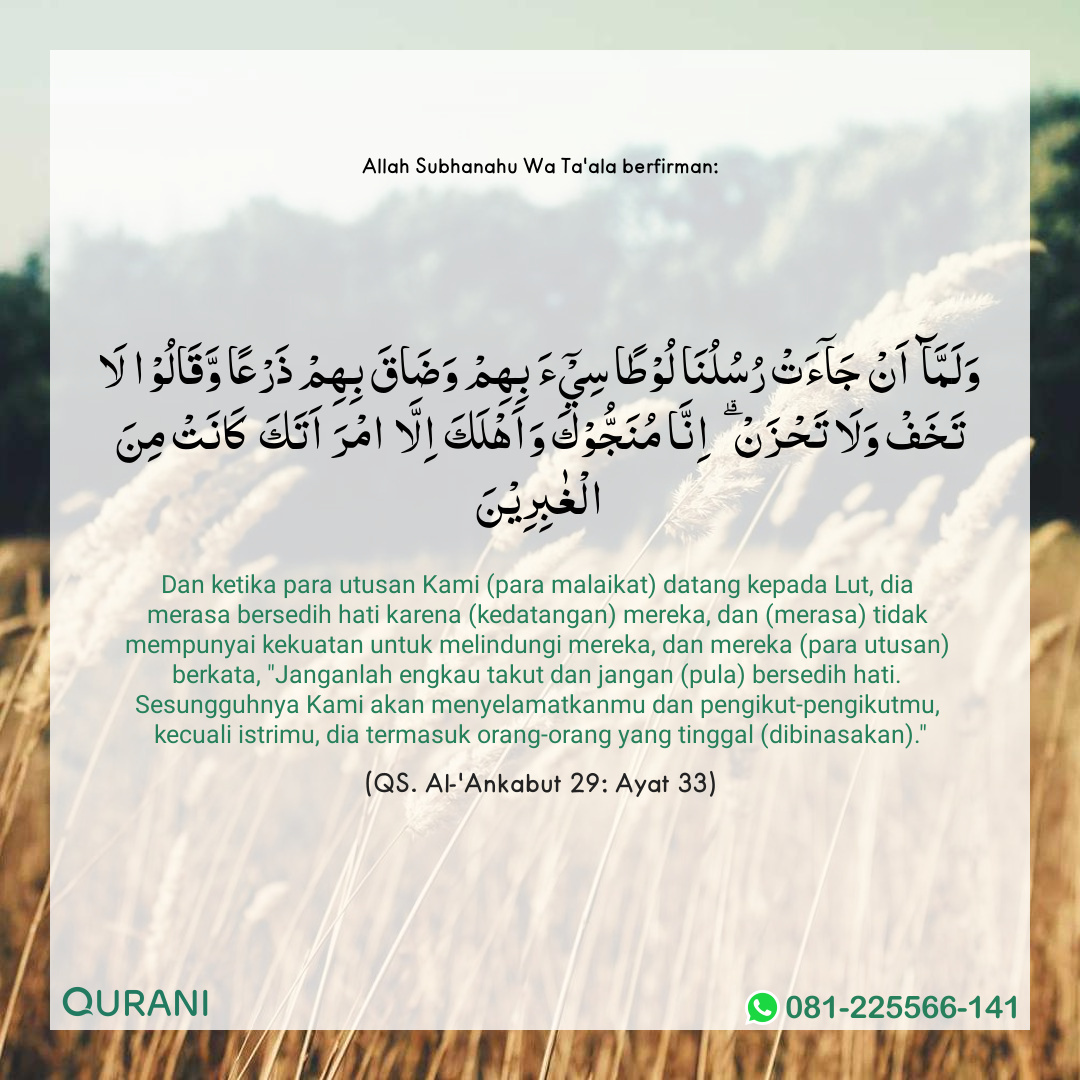 Allah Subhanahu Wa Ta'ala berfirman:
وَلَمَّآ اَنْ جَآءَتْ رُسُلُنَا لُوْطًا سِيْٓءَ بِهِمْ وَضَاقَ بِهِمْ ذَرْعًا وَّقَالُوْا لَا
تَخَفْ وَلَا تَحْزَنْ ۗ اِنَّا مُنَجُّوْكَ وَاَهْلَكَ اِلَّا امْرَاَتَكَ كَانَتْ مِنَ
الْغٰبِرِيْنَ
Dan ketika para utusan Kami (para malaikat) datang kepada Lut, dia
merasa bersedih hati karena (kedatangan) mereka, dan (merasa) tidak
mempunyai kekuatan untuk melindungi mereka, dan mereka (para utusan)
berkata, "Janganlah engkau takut dan jangan (pula) bersedih hati.
Sesungguhnya Kami akan menyelamatkanmu dan pengikut-pengikutmu,
kecuali istrimu, dia termasuk orang-orang yang tinggal (dibinasakan)."
(QS. Al-'Ankabut 29: Ayat 33)
QURANI
081-225566-141